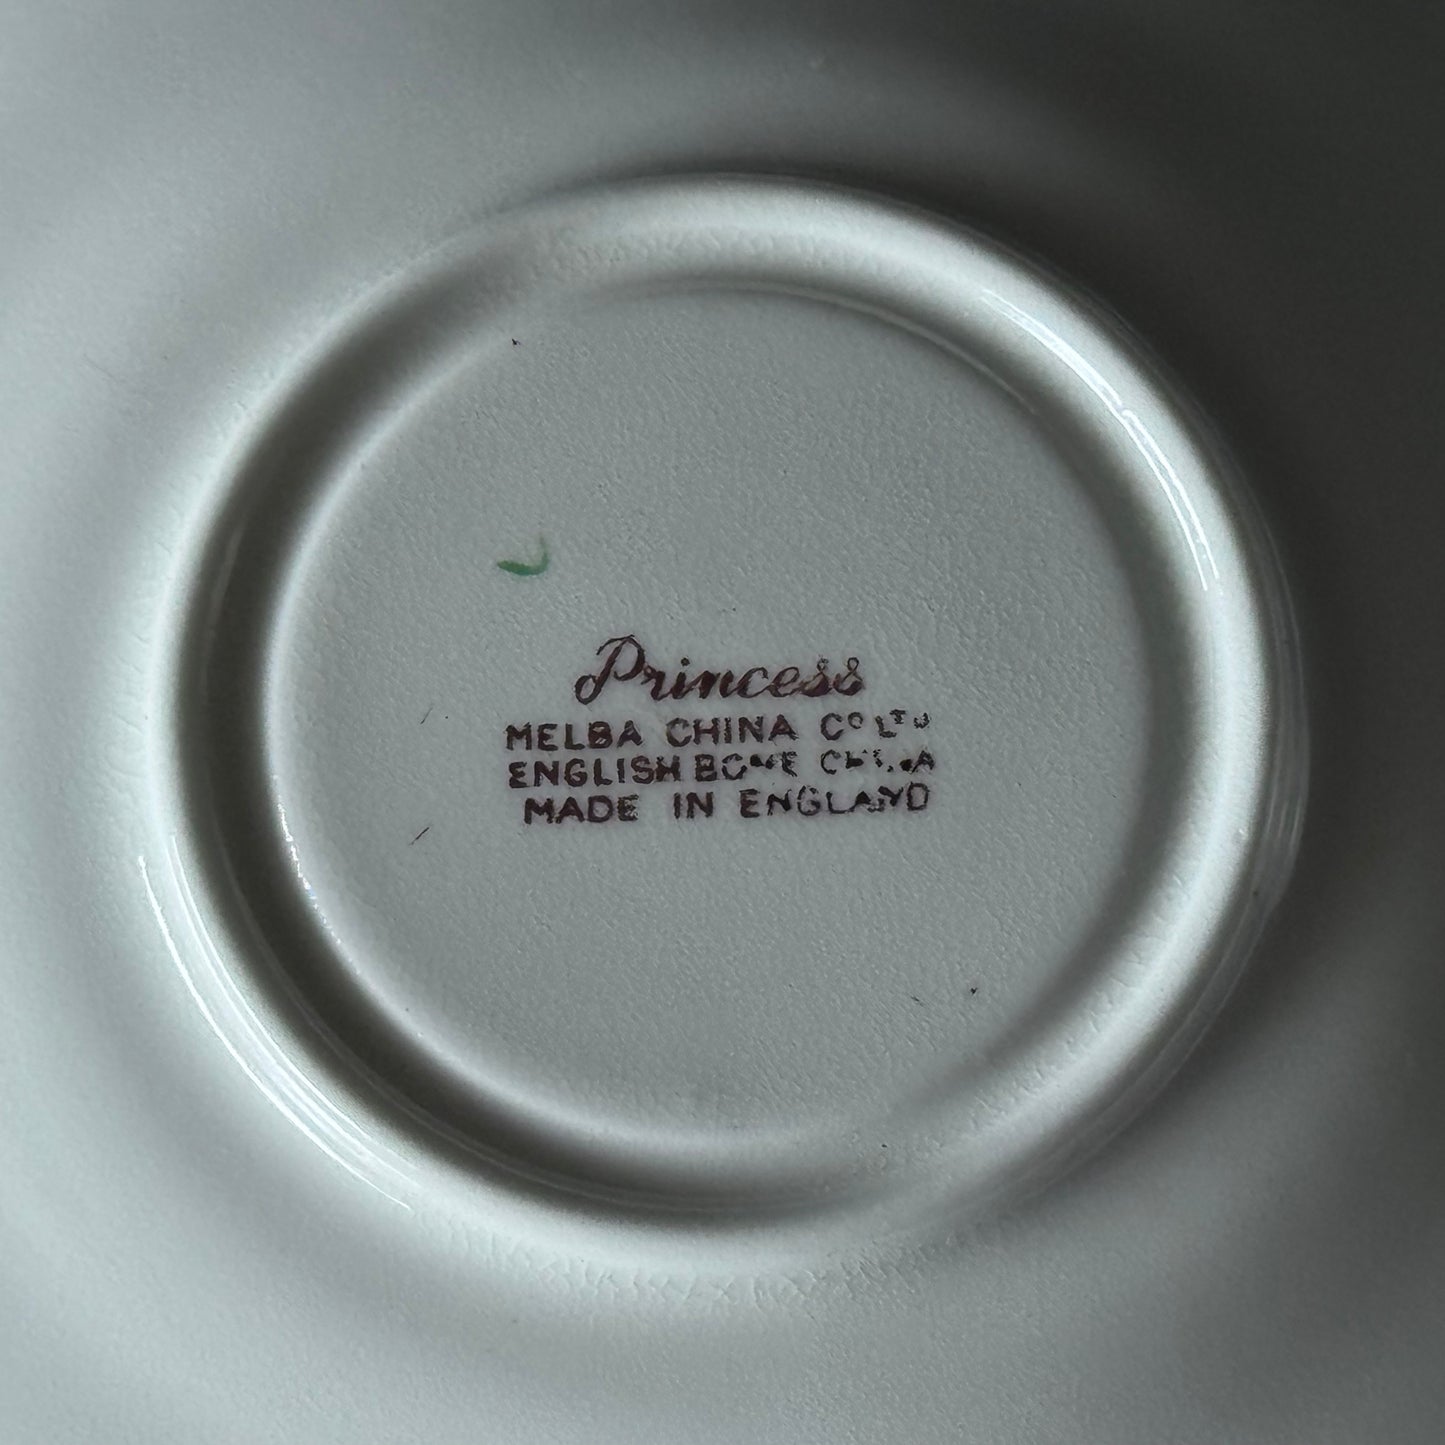 Princess
MELBA CHINA Co LTD
ENGLISH BONE CHINA
MADE IN ENGLAND